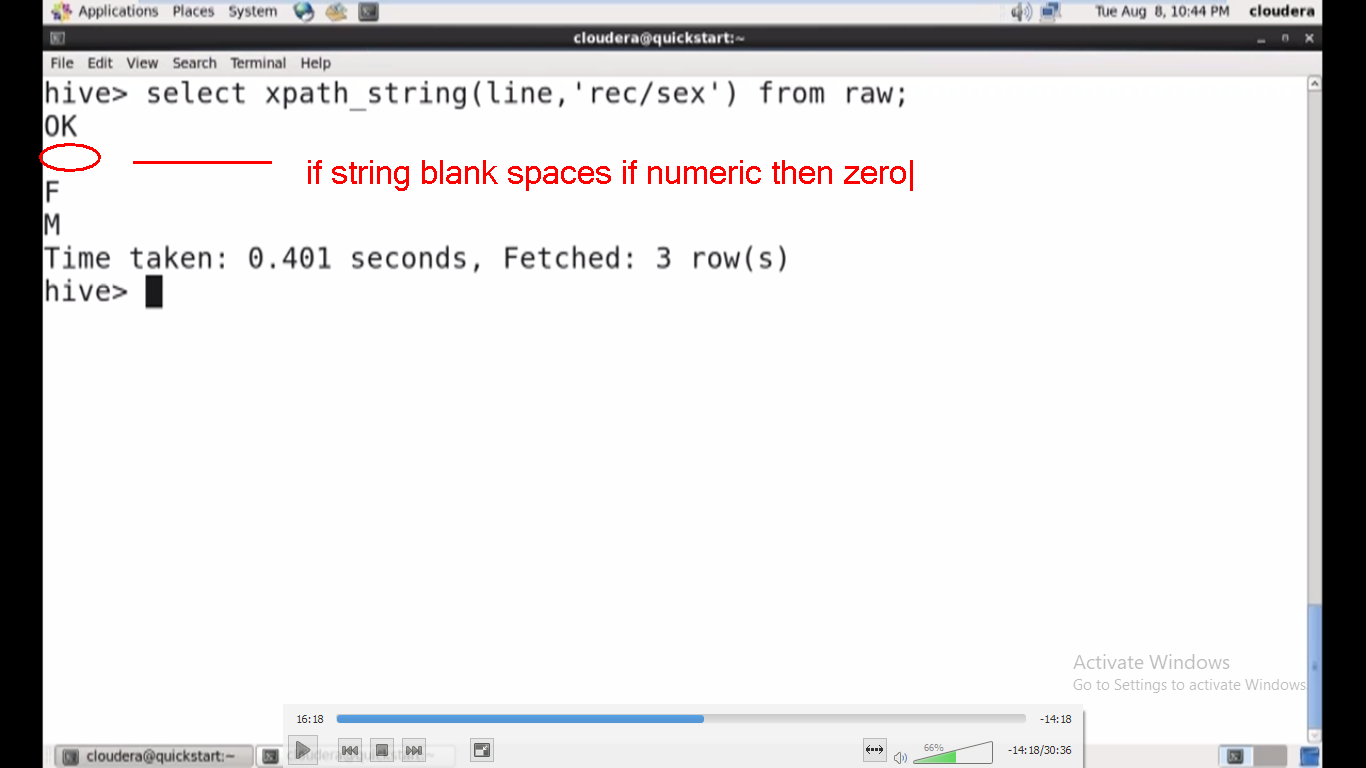 Applications Places System Tue Aug 8, 10:44 PM cloudera
cloudera@quickstart:~
File Edit View Search Terminal Help
hive> select xpath_string(line,'rec/sex') from raw;
OK
if string blank spaces if numeric then zero
F
M
Time taken: 0.401 seconds, Fetched: 3 row(s)
hive>
Activate Windows
Go to Settings to activate Windows
16:18 -14:18
66% -14:18/30:36
cloudera@quickstart:~ cloudera@quickstart:~